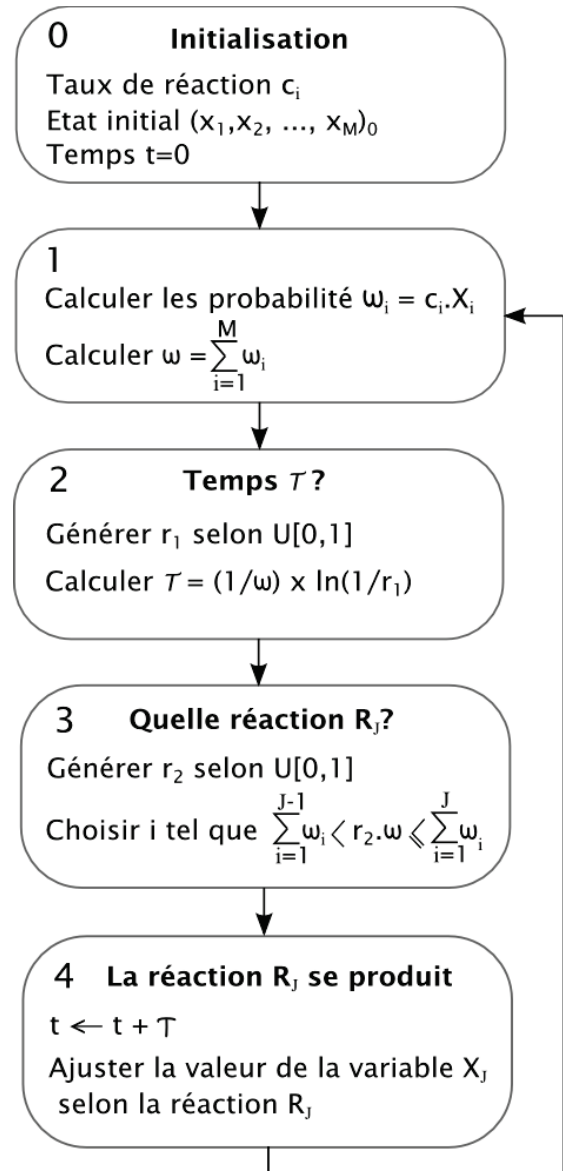 0 Initialisation
Taux de réaction cᵢ
Etat initial (x₁,x₂, ..., x_M)₀
Temps t=0
1
Calculer les probabilité ωᵢ = cᵢ.Xᵢ
Calculer ω = ∑_{i=1}^{M} ωᵢ
2 Temps τ ?
Générer r₁ selon U[0,1]
Calculer τ = (1/ω) x ln(1/r₁)
3 Quelle réaction R_J?
Générer r₂ selon U[0,1]
Choisir i tel que ∑_{i=1}^{J-1} ωᵢ < r₂.ω ⩽ ∑_{i=1}^{J} ωᵢ
4 La réaction R_J se produit
t ← t + τ
Ajuster la valeur de la variable X_J
selon la réaction R_J